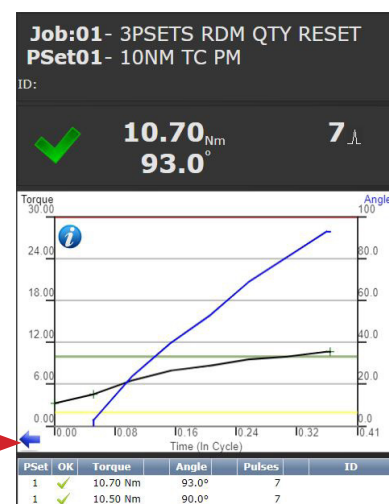 Job:01- 3PSETS RDM QTY RESET
PSet01- 10NM TC PM
ID:
10.70 Nm 7
93.0°
Torque Angle
30.00 100
24.00 80.0
18.00 60.0
12.00 40.0
6.00 20.0
0.00 0.0
0.00 0.08 0.16 0.24 0.32 0.41
Time (In Cycle)
PSet OK Torque Angle Pulses ID
1 10.70 Nm 93.0° 7
1 10.50 Nm 90.0° 7